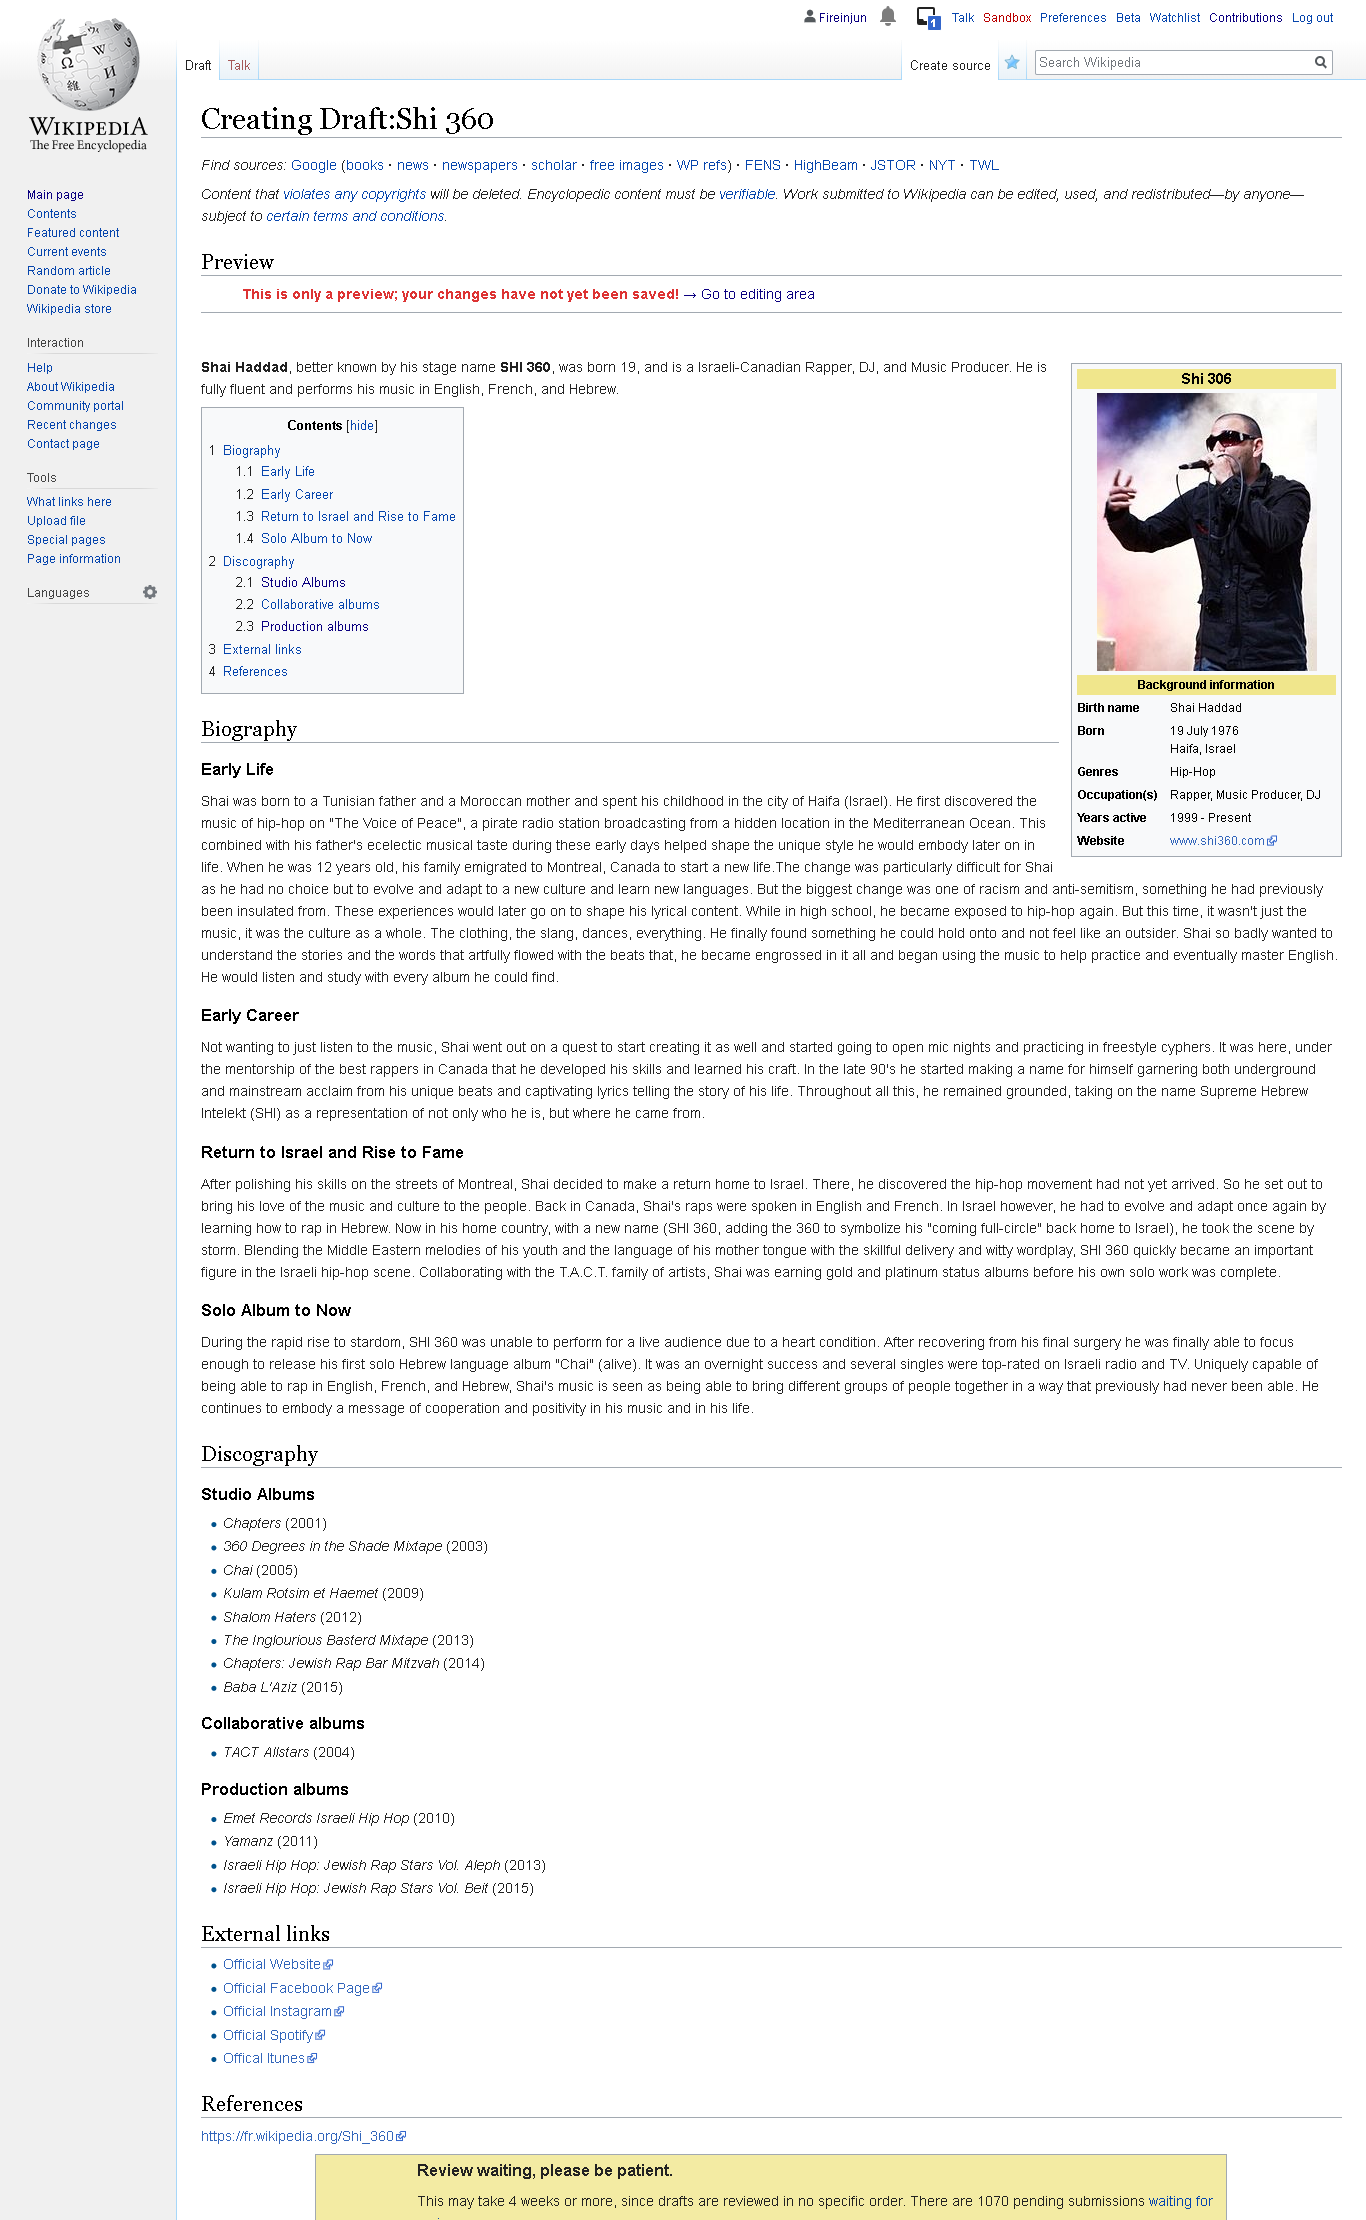 Fireinjun 1 Talk Sandbox Preferences Beta Watchlist Contributions Log out
Draft Talk Create source Search Wikipedia
WIKIPEDIA
The Free Encyclopedia
Main page
Contents
Featured content
Current events
Random article
Donate to Wikipedia
Wikipedia store
Interaction
Help
About Wikipedia
Community portal
Recent changes
Contact page
Tools
What links here
Upload file
Special pages
Page information
Languages
Creating Draft:Shi 360
Find sources: Google (books · news · newspapers · scholar · free images · WP refs) · FENS · HighBeam · JSTOR · NYT · TWL
Content that violates any copyrights will be deleted. Encyclopedic content must be verifiable. Work submitted to Wikipedia can be edited, used, and redistributed—by anyone—
subject to certain terms and conditions.
Preview
This is only a preview; your changes have not yet been saved! → Go to editing area
Shai Haddad, better known by his stage name SHI 360, was born 19, and is a Israeli-Canadian Rapper, DJ, and Music Producer. He is
fully fluent and performs his music in English, French, and Hebrew.
Contents [hide]
1 Biography
1.1 Early Life
1.2 Early Career
1.3 Return to Israel and Rise to Fame
1.4 Solo Album to Now
2 Discography
2.1 Studio Albums
2.2 Collaborative albums
2.3 Production albums
3 External links
4 References
Shi 306
Background information
Birth name Shai Haddad
Born 19 July 1976
Haifa, Israel
Genres Hip-Hop
Occupation(s) Rapper, Music Producer, DJ
Years active 1999 - Present
Website www.shi360.com
Biography
Early Life
Shai was born to a Tunisian father and a Moroccan mother and spent his childhood in the city of Haifa (Israel). He first discovered the
music of hip-hop on "The Voice of Peace", a pirate radio station broadcasting from a hidden location in the Mediterranean Ocean. This
combined with his father's ecelectic musical taste during these early days helped shape the unique style he would embody later on in
life. When he was 12 years old, his family emigrated to Montreal, Canada to start a new life.The change was particularly difficult for Shai
as he had no choice but to evolve and adapt to a new culture and learn new languages. But the biggest change was one of racism and anti-semitism, something he had previously
been insulated from. These experiences would later go on to shape his lyrical content. While in high school, he became exposed to hip-hop again. But this time, it wasn't just the
music, it was the culture as a whole. The clothing, the slang, dances, everything. He finally found something he could hold onto and not feel like an outsider. Shai so badly wanted to
understand the stories and the words that artfully flowed with the beats that, he became engrossed in it all and began using the music to help practice and eventually master English.
He would listen and study with every album he could find.
Early Career
Not wanting to just listen to the music, Shai went out on a quest to start creating it as well and started going to open mic nights and practicing in freestyle cyphers. It was here, under
the mentorship of the best rappers in Canada that he developed his skills and learned his craft. In the late 90's he started making a name for himself garnering both underground
and mainstream acclaim from his unique beats and captivating lyrics telling the story of his life. Throughout all this, he remained grounded, taking on the name Supreme Hebrew
Intelekt (SHI) as a representation of not only who he is, but where he came from.
Return to Israel and Rise to Fame
After polishing his skills on the streets of Montreal, Shai decided to make a return home to Israel. There, he discovered the hip-hop movement had not yet arrived. So he set out to
bring his love of the music and culture to the people. Back in Canada, Shai's raps were spoken in English and French. In Israel however, he had to evolve and adapt once again by
learning how to rap in Hebrew. Now in his home country, with a new name (SHI 360, adding the 360 to symbolize his "coming full-circle" back home to Israel), he took the scene by
storm. Blending the Middle Eastern melodies of his youth and the language of his mother tongue with the skillful delivery and witty wordplay, SHI 360 quickly became an important
figure in the Israeli hip-hop scene. Collaborating with the T.A.C.T. family of artists, Shai was earning gold and platinum status albums before his own solo work was complete.
Solo Album to Now
During the rapid rise to stardom, SHI 360 was unable to perform for a live audience due to a heart condition. After recovering from his final surgery he was finally able to focus
enough to release his first solo Hebrew language album "Chai" (alive). It was an overnight success and several singles were top-rated on Israeli radio and TV. Uniquely capable of
being able to rap in English, French, and Hebrew, Shai's music is seen as being able to bring different groups of people together in a way that previously had never been able. He
continues to embody a message of cooperation and positivity in his music and in his life.
Discography
Studio Albums
Chapters (2001)
360 Degrees in the Shade Mixtape (2003)
Chai (2005)
Kulam Rotsim et Haemet (2009)
Shalom Haters (2012)
The Inglourious Basterd Mixtape (2013)
Chapters: Jewish Rap Bar Mitzvah (2014)
Baba L'Aziz (2015)
Collaborative albums
TACT Allstars (2004)
Production albums
Emet Records Israeli Hip Hop (2010)
Yamanz (2011)
Israeli Hip Hop: Jewish Rap Stars Vol. Aleph (2013)
Israeli Hip Hop: Jewish Rap Stars Vol. Beit (2015)
External links
Official Website
Official Facebook Page
Official Instagram
Official Spotify
Offical Itunes
References
https://fr.wikipedia.org/Shi_360
Review waiting, please be patient.
This may take 4 weeks or more, since drafts are reviewed in no specific order. There are 1070 pending submissions waiting for